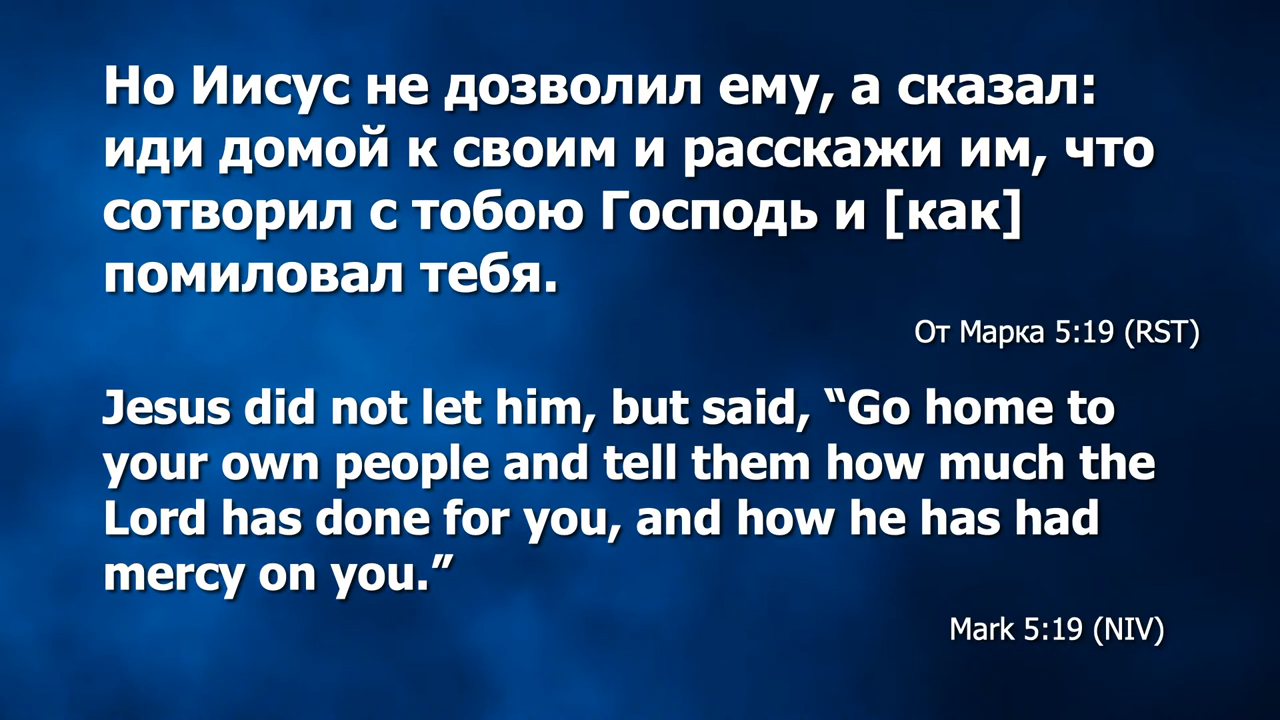 Но Иисус не дозволил ему, а сказал:
иди домой к своим и расскажи им, что
сотворил с тобою Господь и [как]
помиловал тебя.
От Марка 5:19 (RST)
Jesus did not let him, but said, “Go home to
your own people and tell them how much the
Lord has done for you, and how he has had
mercy on you.”
Mark 5:19 (NIV)